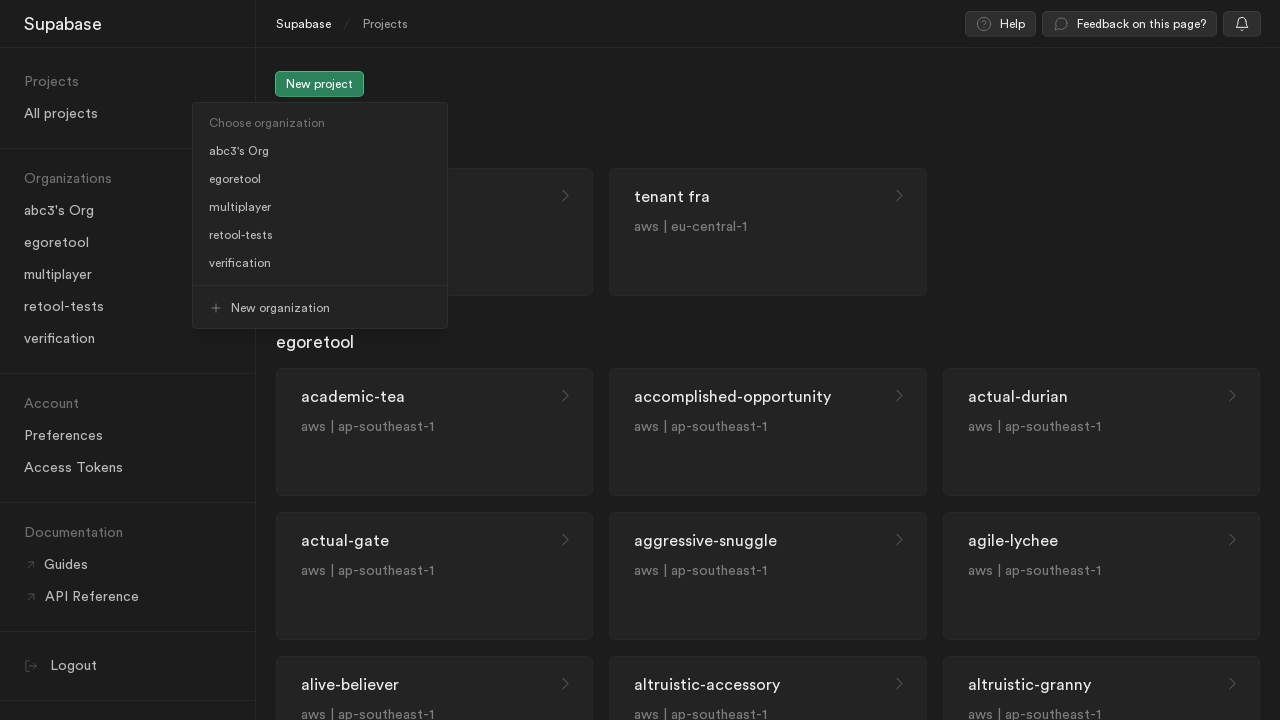 Supabase
Supabase / Projects
Help
Feedback on this page?
Projects
All projects
Organizations
abc3's Org
egoretool
multiplayer
retool-tests
verification
Account
Preferences
Access Tokens
Documentation
Guides
API Reference
Logout
New project
Choose organization
abc3's Org
egoretool
multiplayer
retool-tests
verification
New organization
tenant fra
aws | eu-central-1
egoretool
academic-tea
aws | ap-southeast-1
accomplished-opportunity
aws | ap-southeast-1
actual-durian
aws | ap-southeast-1
actual-gate
aws | ap-southeast-1
aggressive-snuggle
aws | ap-southeast-1
agile-lychee
aws | ap-southeast-1
alive-believer
aws | ap-southeast-1
altruistic-accessory
aws | ap-southeast-1
altruistic-granny
aws | ap-southeast-1